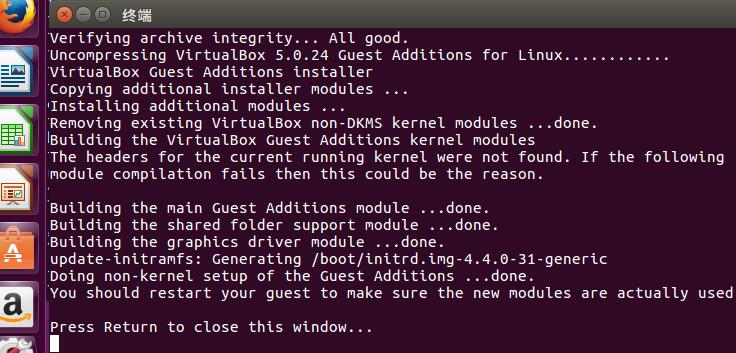 终端
Verifying archive integrity... All good.
Uncompressing VirtualBox 5.0.24 Guest Additions for Linux............
VirtualBox Guest Additions installer
Copying additional installer modules ...
Installing additional modules ...
Removing existing VirtualBox non-DKMS kernel modules ...done.
Building the VirtualBox Guest Additions kernel modules
The headers for the current running kernel were not found. If the following
module compilation fails then this could be the reason.
Building the main Guest Additions module ...done.
Building the shared folder support module ...done.
Building the graphics driver module ...done.
update-initramfs: Generating /boot/initrd.img-4.4.0-31-generic
Doing non-kernel setup of the Guest Additions ...done.
You should restart your guest to make sure the new modules are actually used
Press Return to close this window...